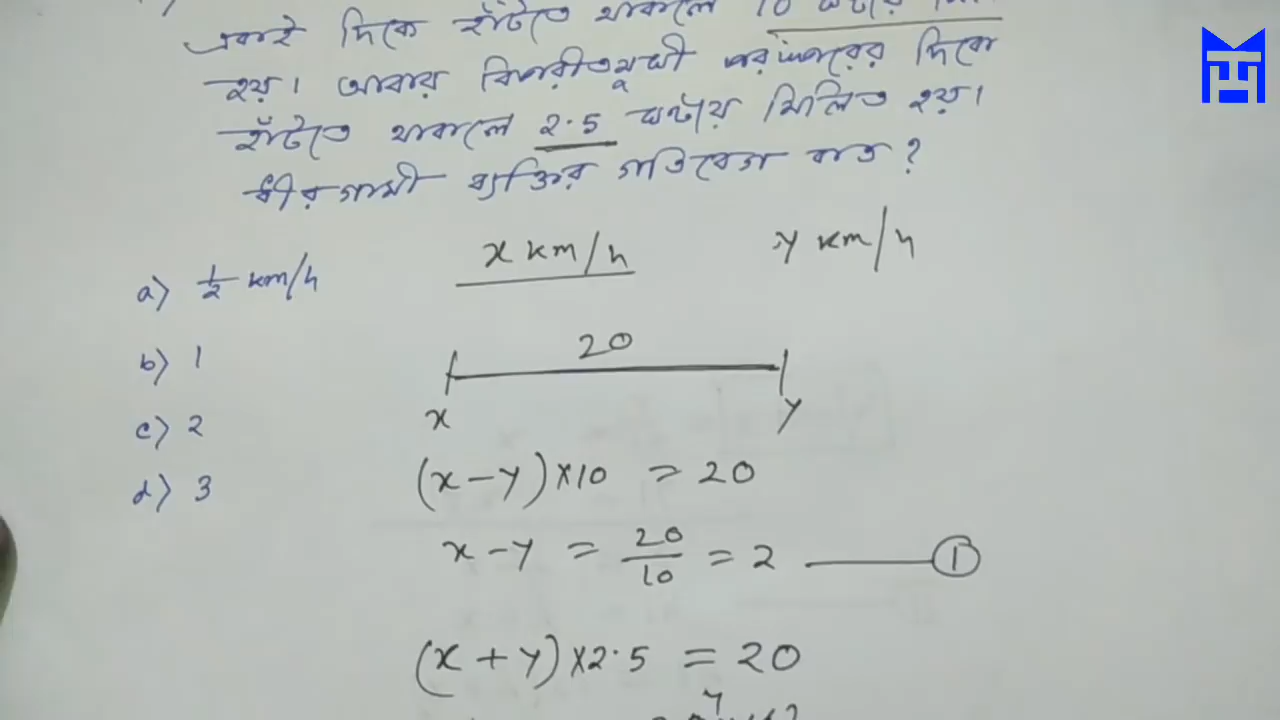 একই দিকে হাঁটতে থাকলে 10 ঘন্টায়
হয়। আবার বিপরীতমুখী পরস্পরের দিকে
হাঁটতে থাকলে ২.5 ঘন্টায় মিলিত হয়।
ধীরগামী ব্যক্তির গতিবেগ কত?
x km/h y km/h
a) 1/2 km/h
20
b) 1
x y
c) 2
(x-y)×10 = 20
d) 3
x-y = 20/10 = 2 ①
(x+y)×2.5 = 20